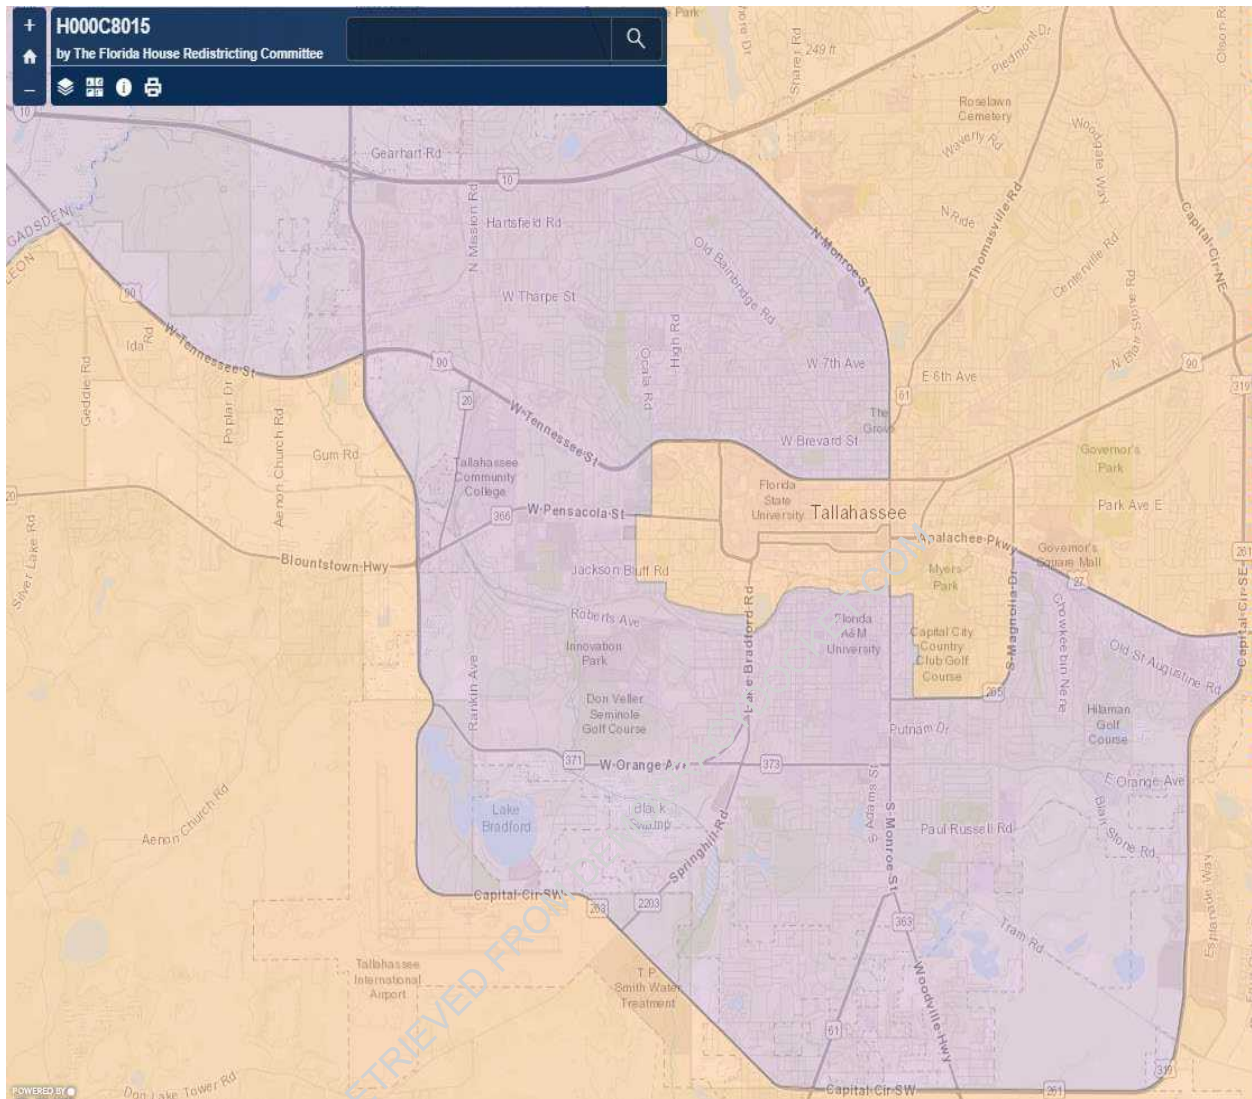 H000C8015
by The Florida House Redistricting Committee
Park
249 ft
Sharer Rd
Piedmont Dr
Roselawn
Cemetery
Waverly Rd
Woodgate Way
10
Gearhart Rd
10
N Mission Rd
Hartsfield Rd
Old Bainbridge Rd
N Monroe St
N Ride
Thomasville Rd
Centerville Rd
Capital Cir NE
GADSDEN
LEON
90
W Tharpe St
High Rd
Ocala Rd
W 7th Ave
E 6th Ave
61
90
319
Ida Rd
W Tennessee St
90
20
W Tennessee St
The
Grove
W Brevard St
Geddie Rd
Poplar Dr
Aenon Church Rd
Gum Rd
Tallahassee
Community
College
Florida
State
University
Tallahassee
Governor's
Park
Park Ave E
20
366
W Pensacola St
Apalachee Pkwy
Governor's
Square Mall
261
Silver Lake Rd
Blountstown Hwy
Jackson Bluff Rd
Myers
Park
27
Roberts Ave
Lake Bradford Rd
Florida
A&M
University
Capital City
Country
Club Golf
Course
S Magnolia Dr
Chowkeebin Nene
Old St Augustine Rd
Capital Cir SE
Innovation
Park
Rankin Ave
Don Veller
Seminole
Golf Course
265
Putnam Dr
Hilaman
Golf
Course
371
W Orange Ave
373
E Orange Ave
Lake
Bradford
Black
Swamp
S Adams St
S Monroe St
Paul Russell Rd
Blair Stone Rd
Aenon Church Rd
Springhill Rd
Capital Cir SW
263
2203
363
Tram Rd
Esplanade Way
Tallahassee
International
Airport
T P
Smith Water
Treatment
61
Woodville Hwy
Capital Cir SW
261
319
Don Lake Tower Rd
POWERED BY